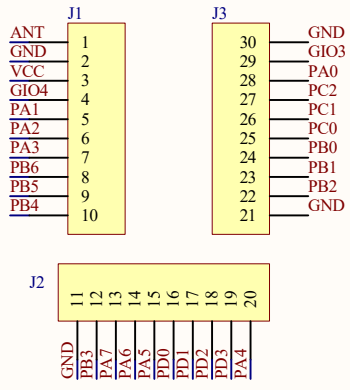 J1
ANT 1
GND 2
VCC 3
GIO4 4
PA1 5
PA2 6
PA3 7
PB6 8
PB5 9
PB4 10
J3
30 GND
29 GIO3
28 PA0
27 PC2
26 PC1
25 PC0
24 PB0
23 PB1
22 PB2
21 GND
J2
11 GND
12 PB3
13 PA7
14 PA6
15 PA5
16 PD0
17 PD1
18 PD2
19 PD3
20 PA4